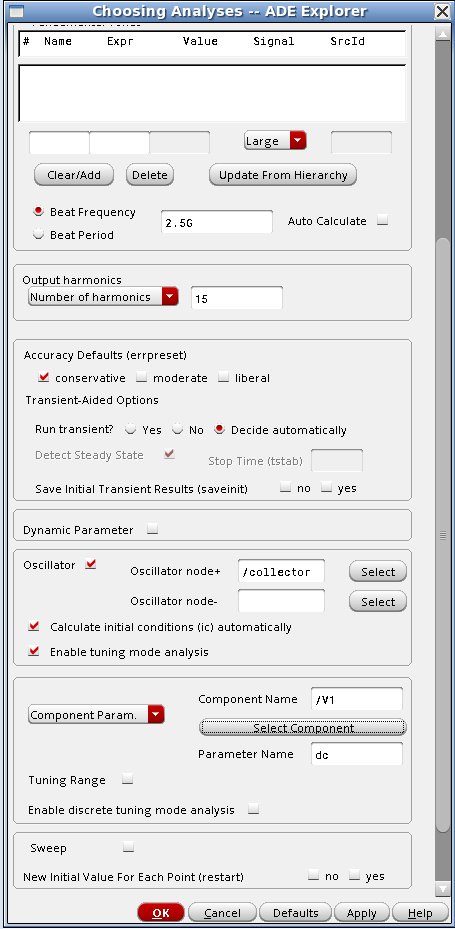 Choosing Analyses -- ADE Explorer
# Name Expr Value Signal SrcId
Large
Clear/Add Delete Update From Hierarchy
Beat Frequency
Beat Period
2.5G
Auto Calculate
Output harmonics
Number of harmonics 15
Accuracy Defaults (errpreset)
conservative moderate liberal
Transient-Aided Options
Run transient? Yes No Decide automatically
Detect Steady State Stop Time (tstab)
Save Initial Transient Results (saveinit) no yes
Dynamic Parameter
Oscillator
Oscillator node+ /collector Select
Oscillator node- Select
Calculate initial conditions (ic) automatically
Enable tuning mode analysis
Component Param.
Component Name /V1
Select Component
Parameter Name dc
Tuning Range
Enable discrete tuning mode analysis
Sweep
New Initial Value For Each Point (restart) no yes
OK Cancel Defaults Apply Help